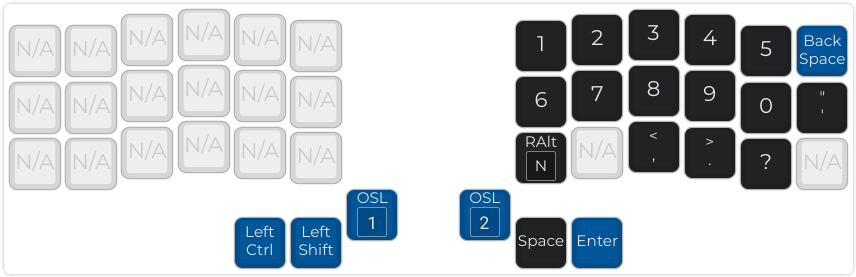 N/A N/A N/A N/A N/A N/A 1 2 3 4 5 Back Space
N/A N/A N/A N/A N/A N/A 6 7 8 9 0 " '
N/A N/A N/A N/A N/A N/A RAlt N N/A < , > . ? N/A
OSL 1 OSL 2
Left Ctrl Left Shift Space Enter